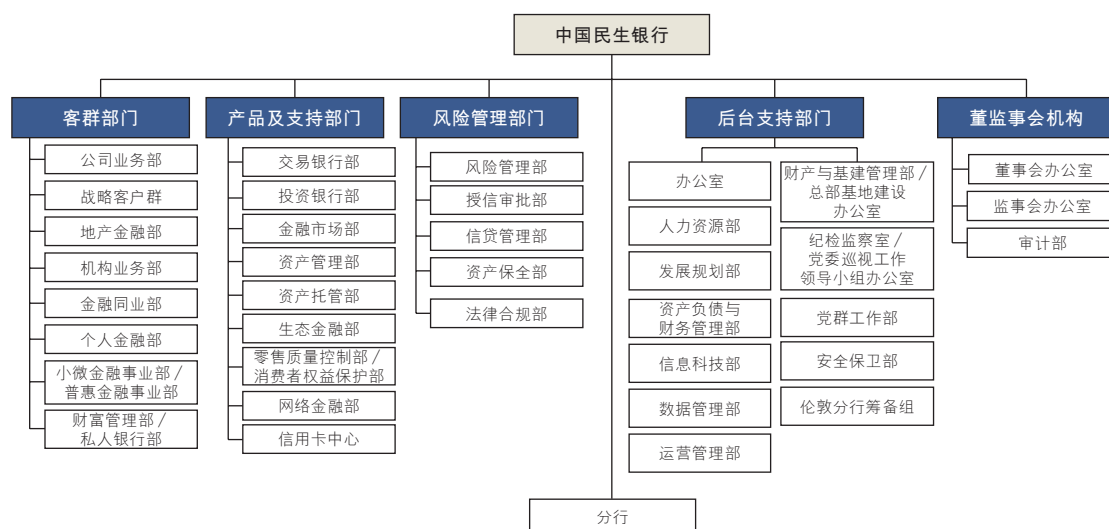 中国民生银行
客群部门
公司业务部
战略客户群
地产金融部
机构业务部
金融同业部
个人金融部
小微金融事业部/
普惠金融事业部
财富管理部/
私人银行部
产品及支持部门
交易银行部
投资银行部
金融市场部
资产管理部
资产托管部
生态金融部
零售质量控制部/
消费者权益保护部
网络金融部
信用卡中心
风险管理部门
风险管理部
授信审批部
信贷管理部
资产保全部
法律合规部
后台支持部门
办公室
人力资源部
发展规划部
资产负债与
财务管理部
信息科技部
数据管理部
运营管理部
财产与基建管理部/
总部基地建设
办公室
纪检监察室/
党委巡视工作
领导小组办公室
党群工作部
安全保卫部
伦敦分行筹备组
董监事会机构
董事会办公室
监事会办公室
审计部
分行